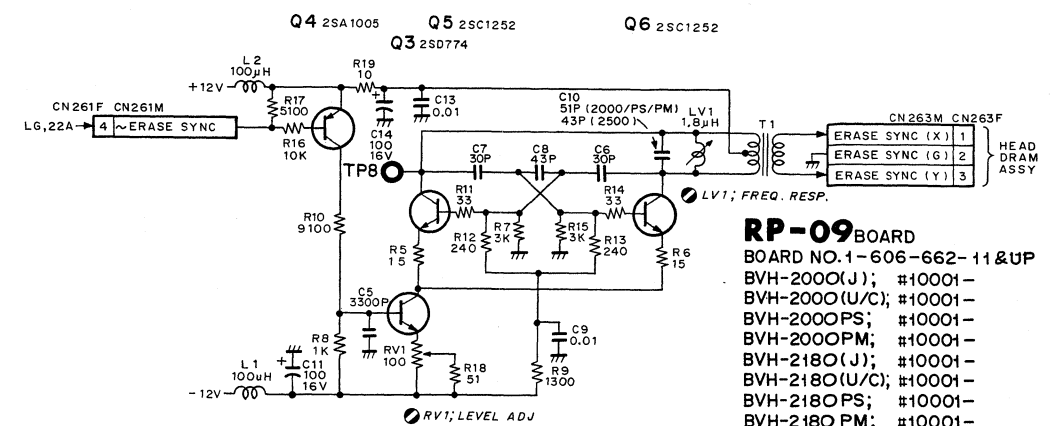 Q4 2SA1005
Q5 2SC1252
Q6 2SC1252
Q3 2SD774
L2
100µH
+12V
R19
10
R17
5100
C13
0.01
C10
51P (2000/PS/PM)
43P (2500)
LV1
1.8µH
T1
CN261F CN261M
LG,22A
4 ~ERASE SYNC
R16
10K
C14
100
16V
TP8
C7
30P
C8
43P
C6
30P
CN263M CN263F
ERASE SYNC (X) 1
ERASE SYNC (G) 2
ERASE SYNC (Y) 3
HEAD
DRAM
ASSY
LV1; FREQ. RESP.
R11
33
R14
33
R10
9100
R12
240
R7
3K
R15
3K
R13
240
R5
15
R6
15
C5
3300P
C9
0.01
R8
1K
RV1
100
R18
51
R9
1300
L1
100uH
C11
100
16V
-12V
RV1; LEVEL ADJ
RP-09 BOARD
BOARD NO. 1-606-662-11 &UP
BVH-2000(J); #10001-
BVH-2000(U/C); #10001-
BVH-2000PS; #10001-
BVH-2000PM; #10001-
BVH-2180(J); #10001-
BVH-2180(U/C); #10001-
BVH-2180PS; #10001-
BVH-2180PM; #10001-